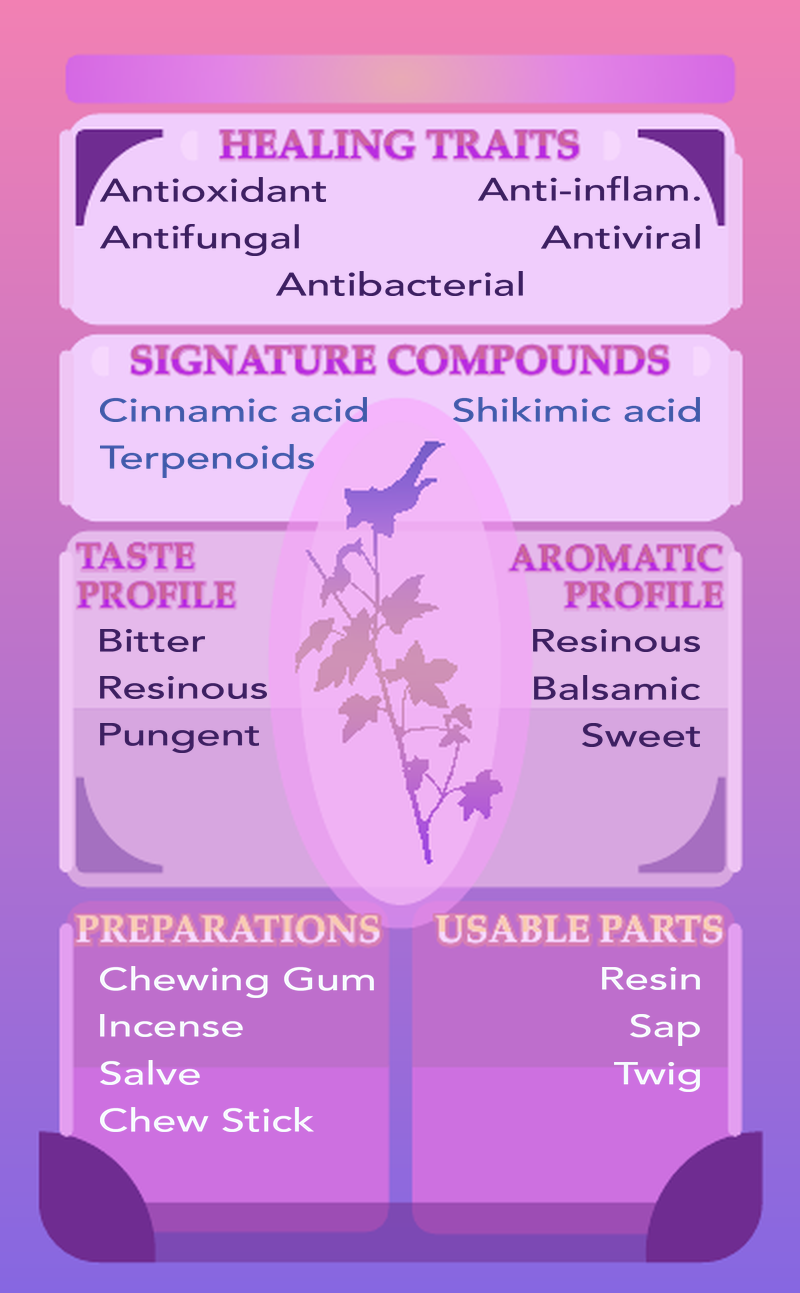 HEALING TRAITS
Antioxidant Anti-inflam.
Antifungal Antiviral
Antibacterial
SIGNATURE COMPOUNDS
Cinnamic acid Shikimic acid
Terpenoids
TASTE
PROFILE
Bitter
Resinous
Pungent
AROMATIC
PROFILE
Resinous
Balsamic
Sweet
PREPARATIONS
Chewing Gum
Incense
Salve
Chew Stick
USABLE PARTS
Resin
Sap
Twig